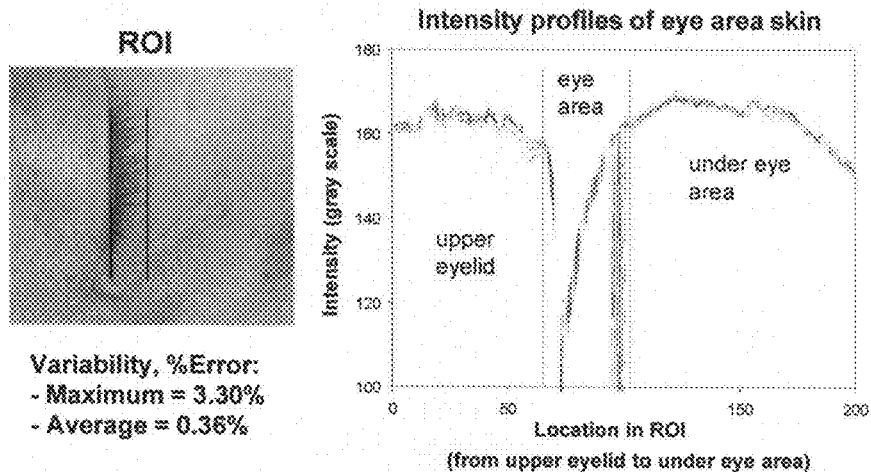 ROI
Variability, %Error:
- Maximum = 3.30%
- Average = 0.36%
Intensity profiles of eye area skin
Intensity (gray scale)
180
160
140
120
100
eye
area
upper
eyelid
under eye
area
0
50
150
200
Location in ROI
(from upper eyelid to under eye area)